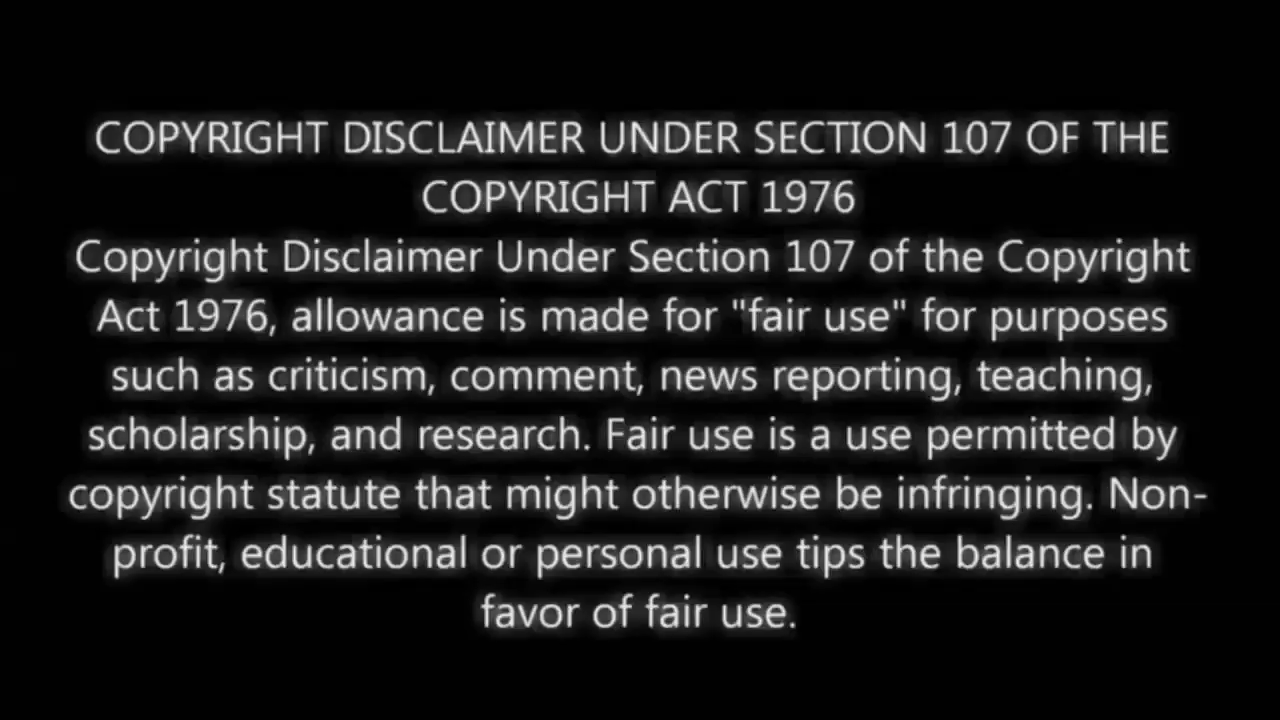 COPYRIGHT DISCLAIMER UNDER SECTION 107 OF THE
COPYRIGHT ACT 1976
Copyright Disclaimer Under Section 107 of the Copyright
Act 1976, allowance is made for "fair use" for purposes
such as criticism, comment, news reporting, teaching,
scholarship, and research. Fair use is a use permitted by
copyright statute that might otherwise be infringing. Non-
profit, educational or personal use tips the balance in
favor of fair use.